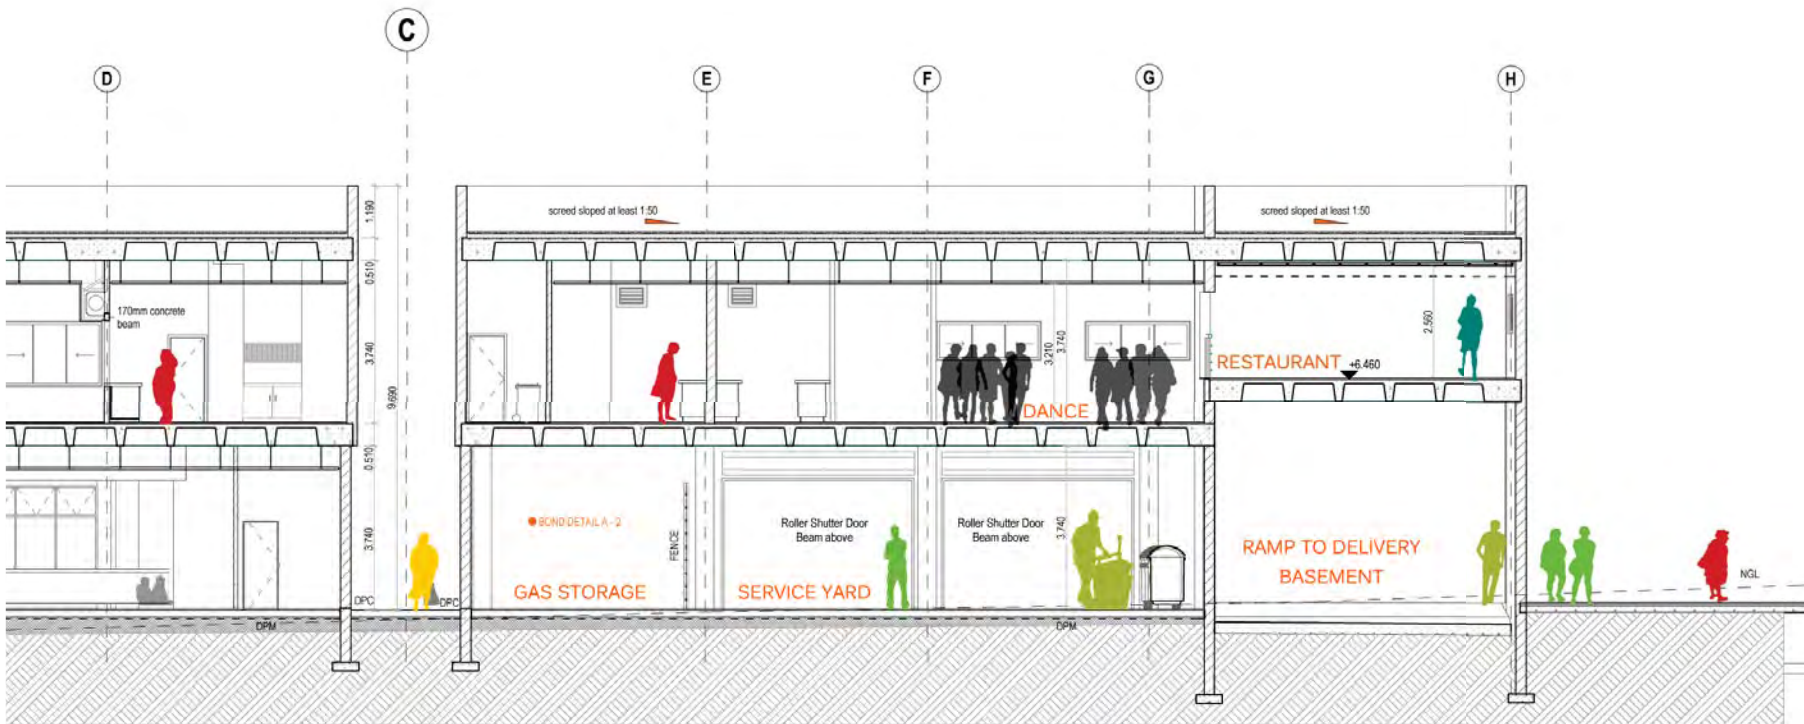 C
D
E
F
G
H
screed sloped at least 1:50
screed sloped at least 1:50
1.190
0.510
3.740
9.690
0.510
3.740
170mm concrete
beam
3.210
3.740
2.560
RESTAURANT
+6.460
DANCE
BOND DETAIL A - 2
FENCE
Roller Shutter Door
Beam above
Roller Shutter Door
Beam above
3.740
GAS STORAGE
SERVICE YARD
RAMP TO DELIVERY
BASEMENT
NGL
DPC
DPC
DPM
DPM